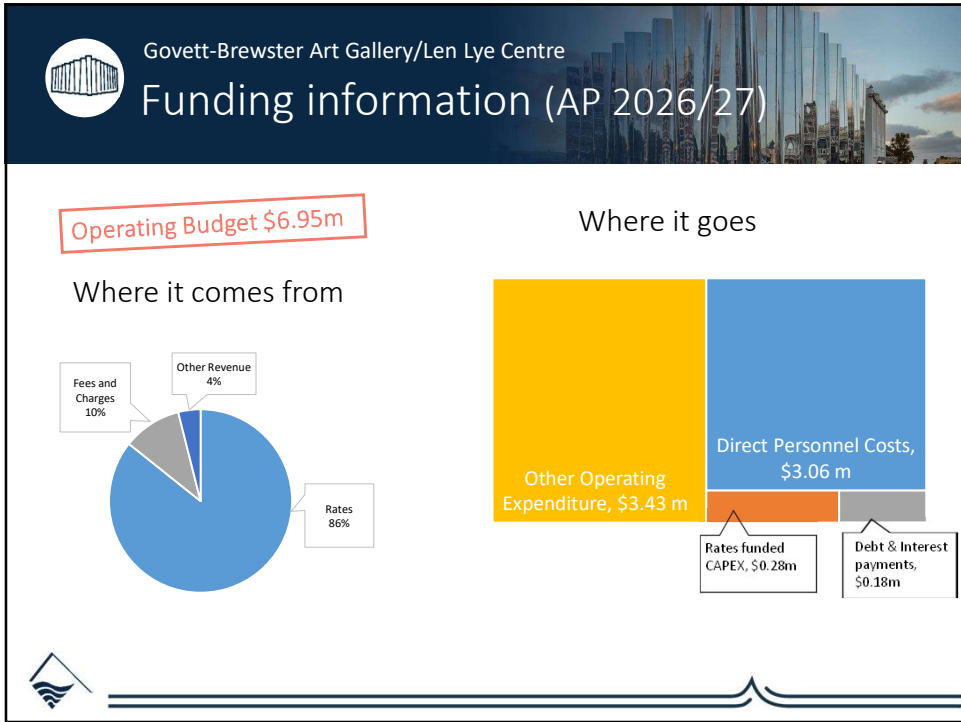 Govett-Brewster Art Gallery/Len Lye Centre
Funding information (AP 2026/27)
Operating Budget $6.95m
Where it comes from
Other Revenue
4%
Fees and
Charges
10%
Rates
86%
Where it goes
Other Operating
Expenditure, $3.43 m
Direct Personnel Costs,
$3.06 m
Rates funded
CAPEX, $0.28m
Debt & Interest
payments,
$0.18m